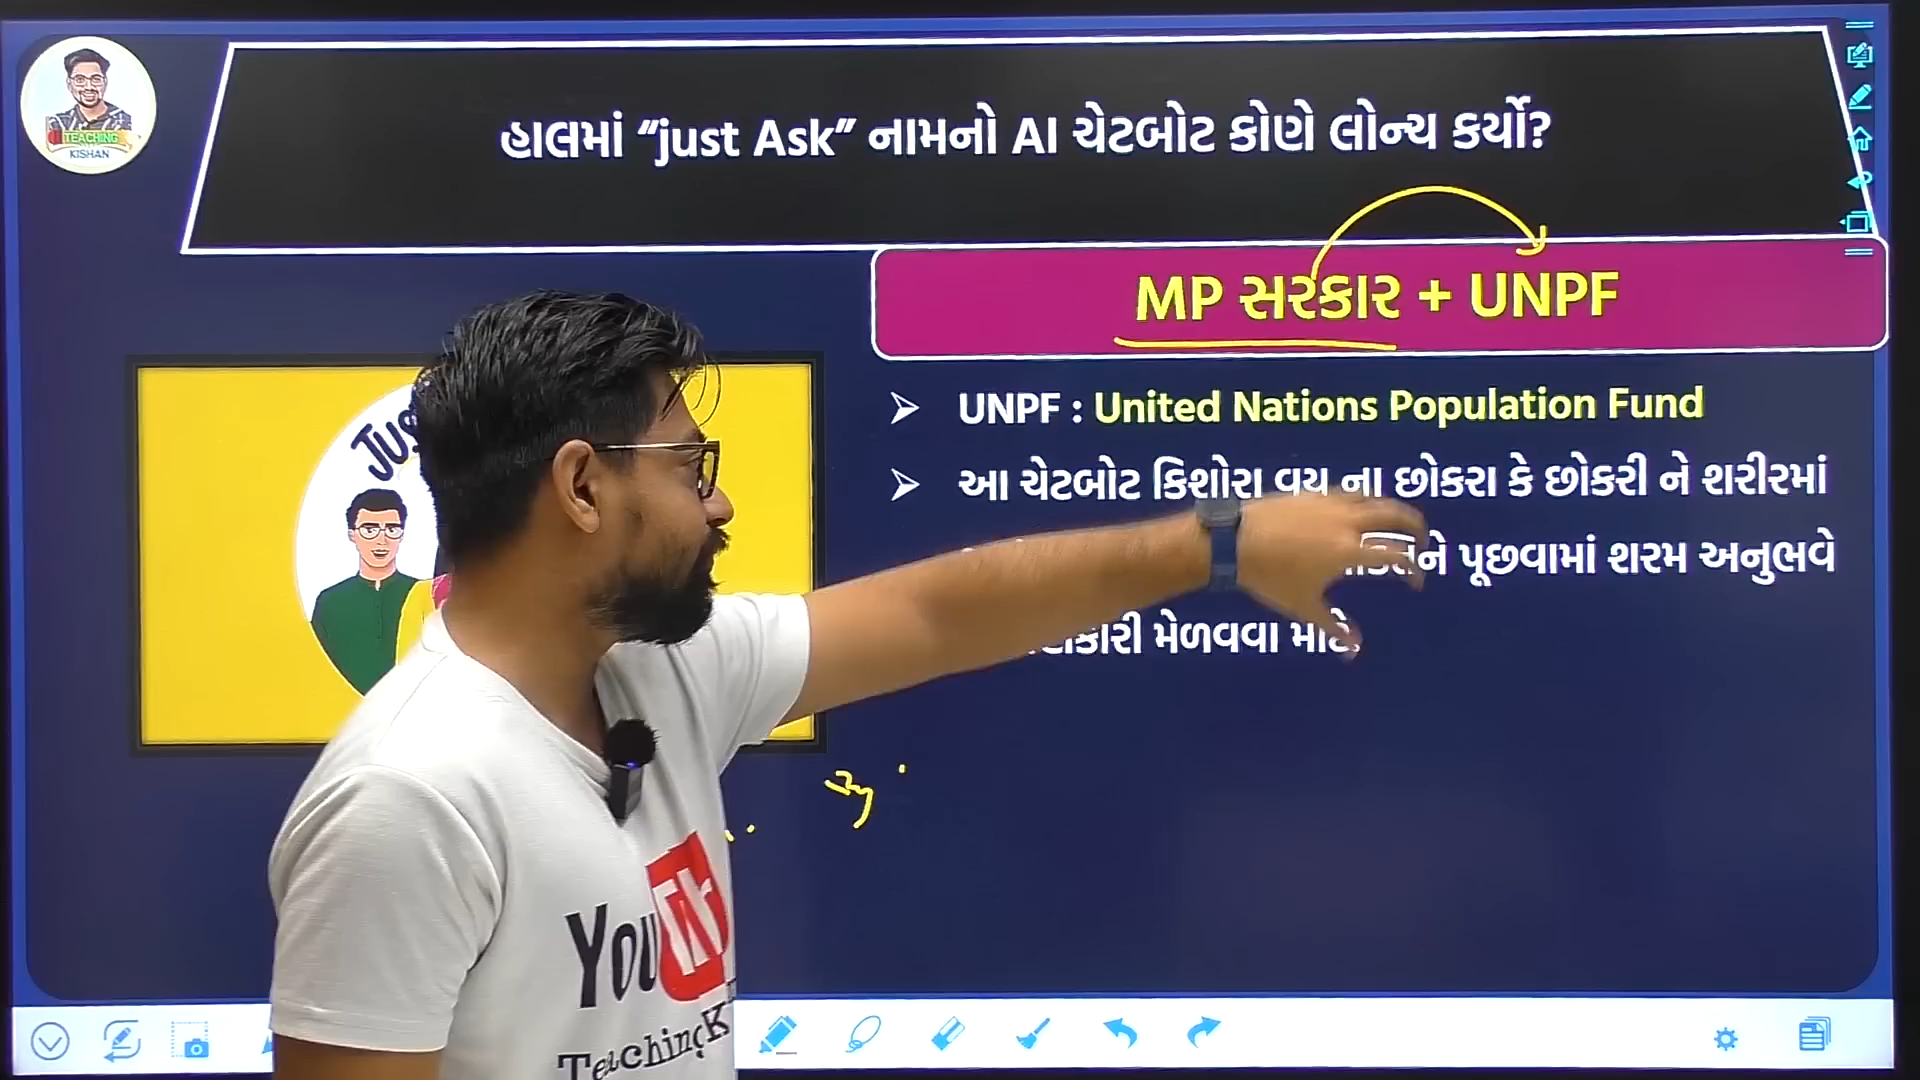 TEACHING
KISHAN
હાલમાં “just Ask” નામનો AI ચેટબોટ કોણે લોન્ચ કર્યો?
MP સરકાર + UNPF
➢ UNPF : United Nations Population Fund
➢ આ ચેટબોટ કિશોરા વય ના છોકરા કે છોકરી ને શરીરમાં
પૂછવામાં શરમ અનુભવે
મેળવવા માટે.
You
TeachingK